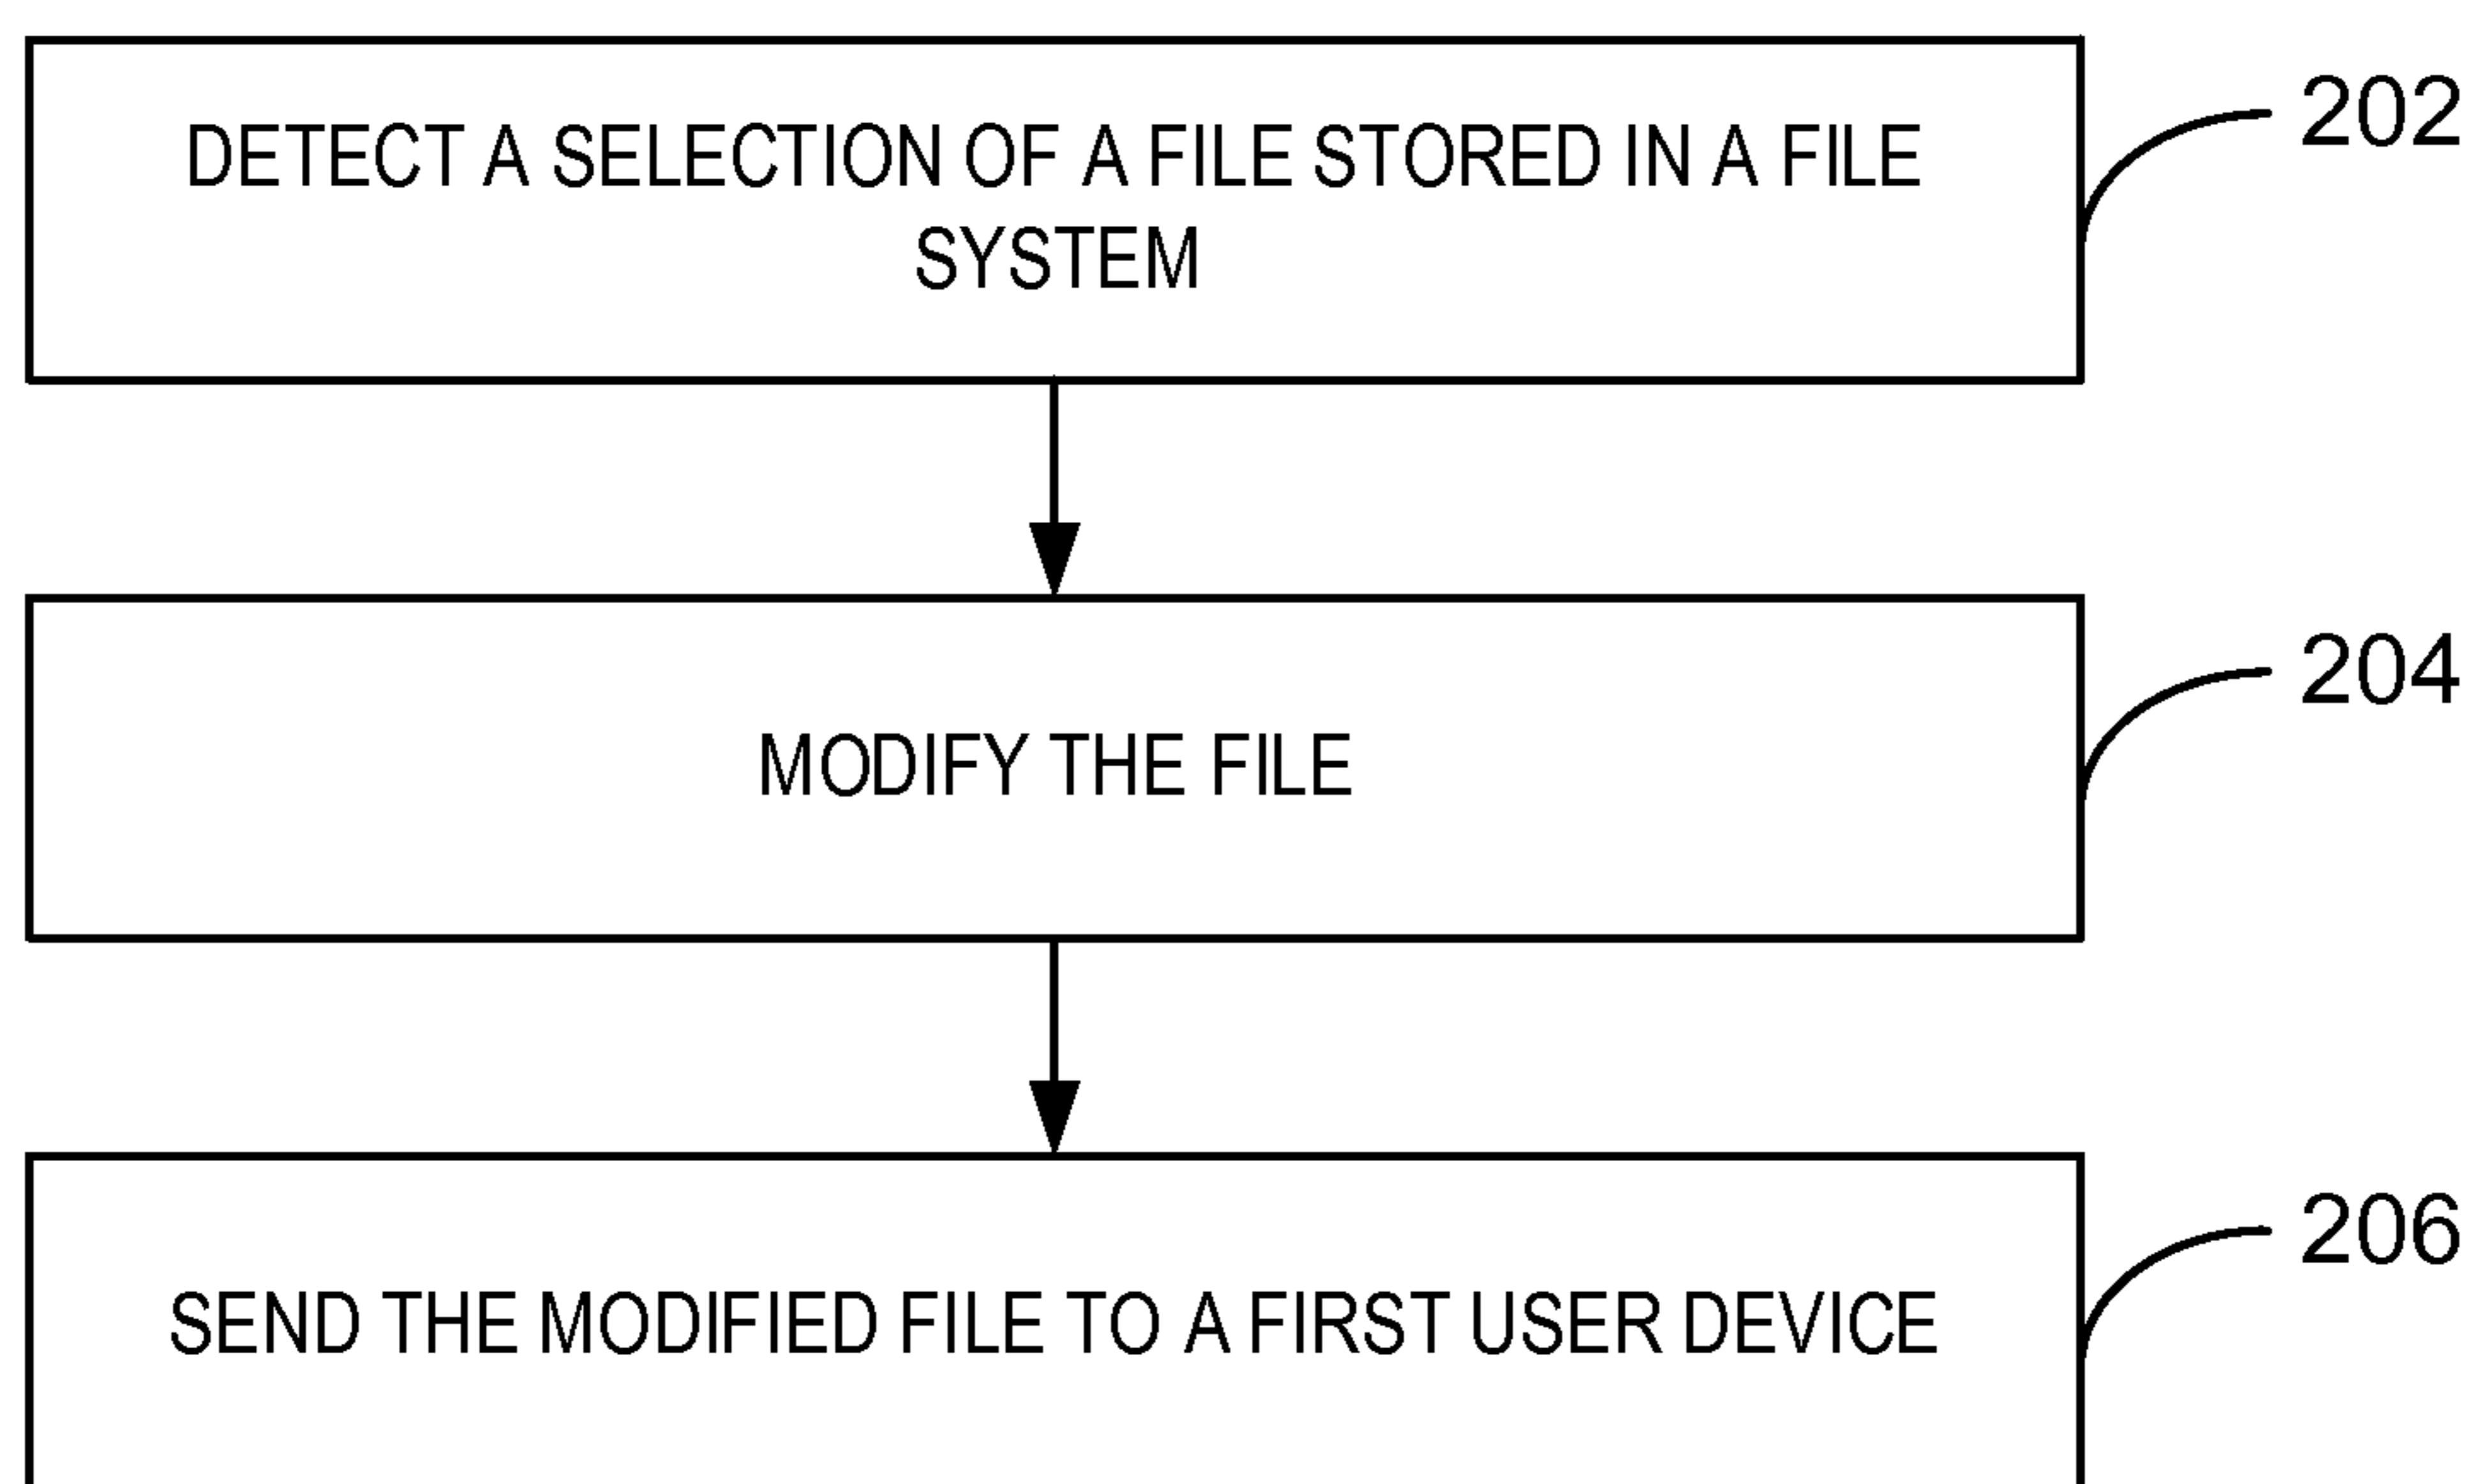 DETECT A SELECTION OF A FILE STORED IN A FILE
SYSTEM
202
MODIFY THE FILE
204
SEND THE MODIFIED FILE TO A FIRST USER DEVICE
206